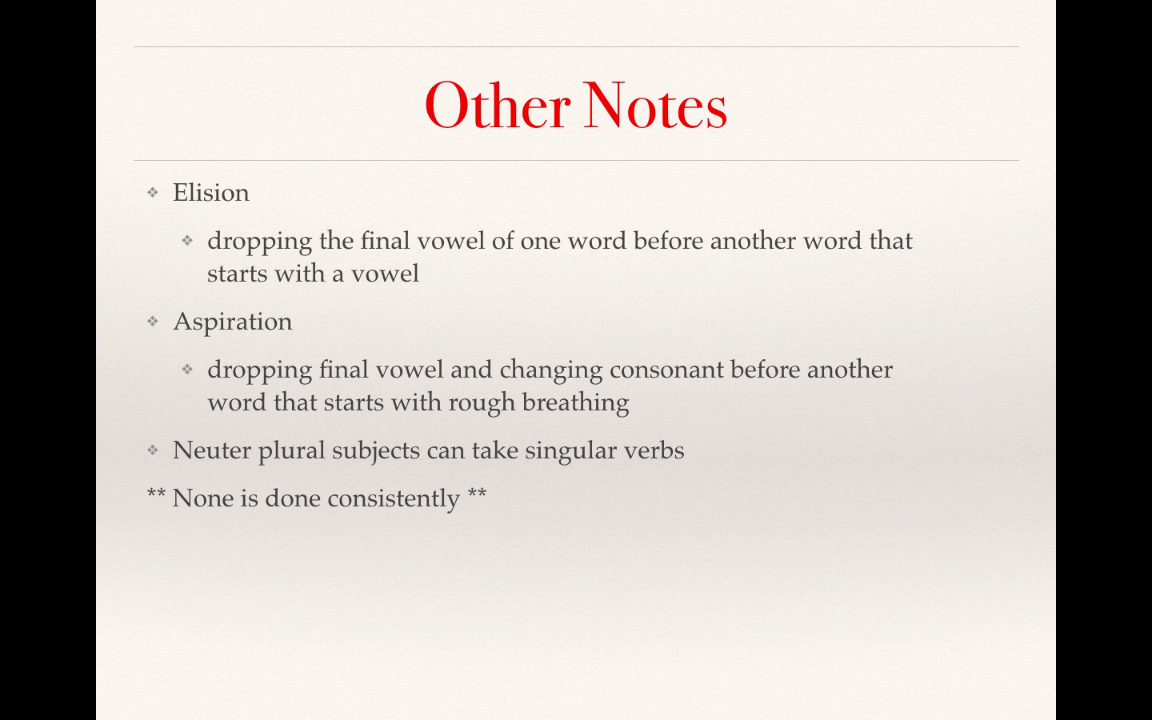 Other Notes
Elision
dropping the final vowel of one word before another word that
starts with a vowel
Aspiration
dropping final vowel and changing consonant before another
word that starts with rough breathing
Neuter plural subjects can take singular verbs
** None is done consistently **